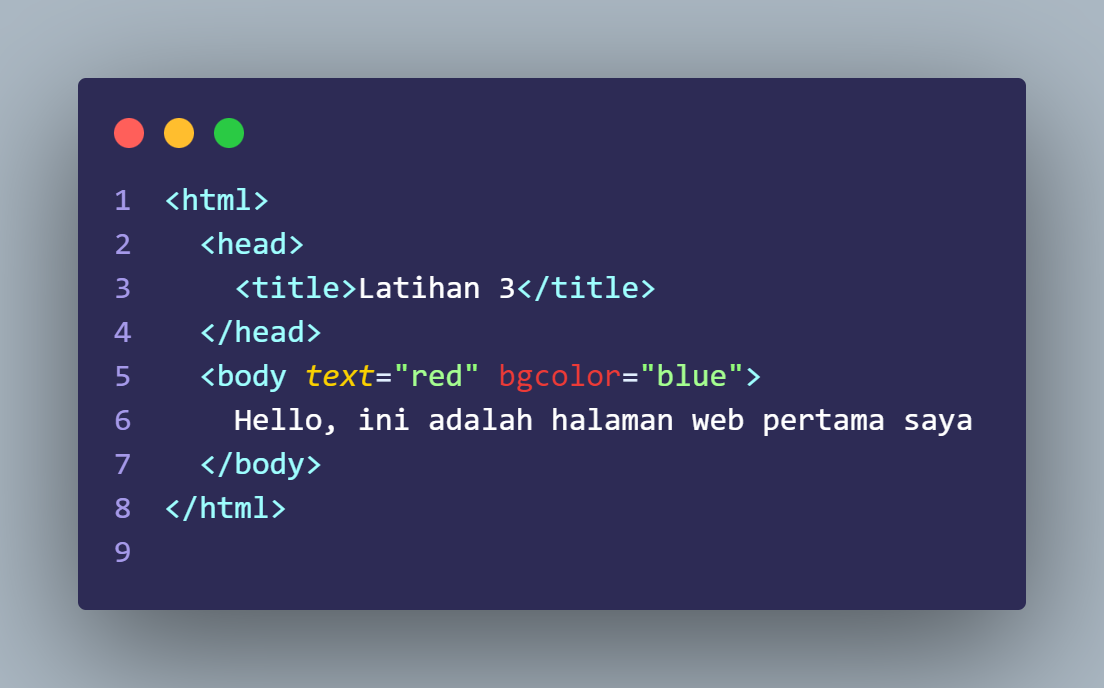 1 <html>
2   <head>
3     <title>Latihan 3</title>
4   </head>
5   <body text="red" bgcolor="blue">
6     Hello, ini adalah halaman web pertama saya
7   </body>
8 </html>
9